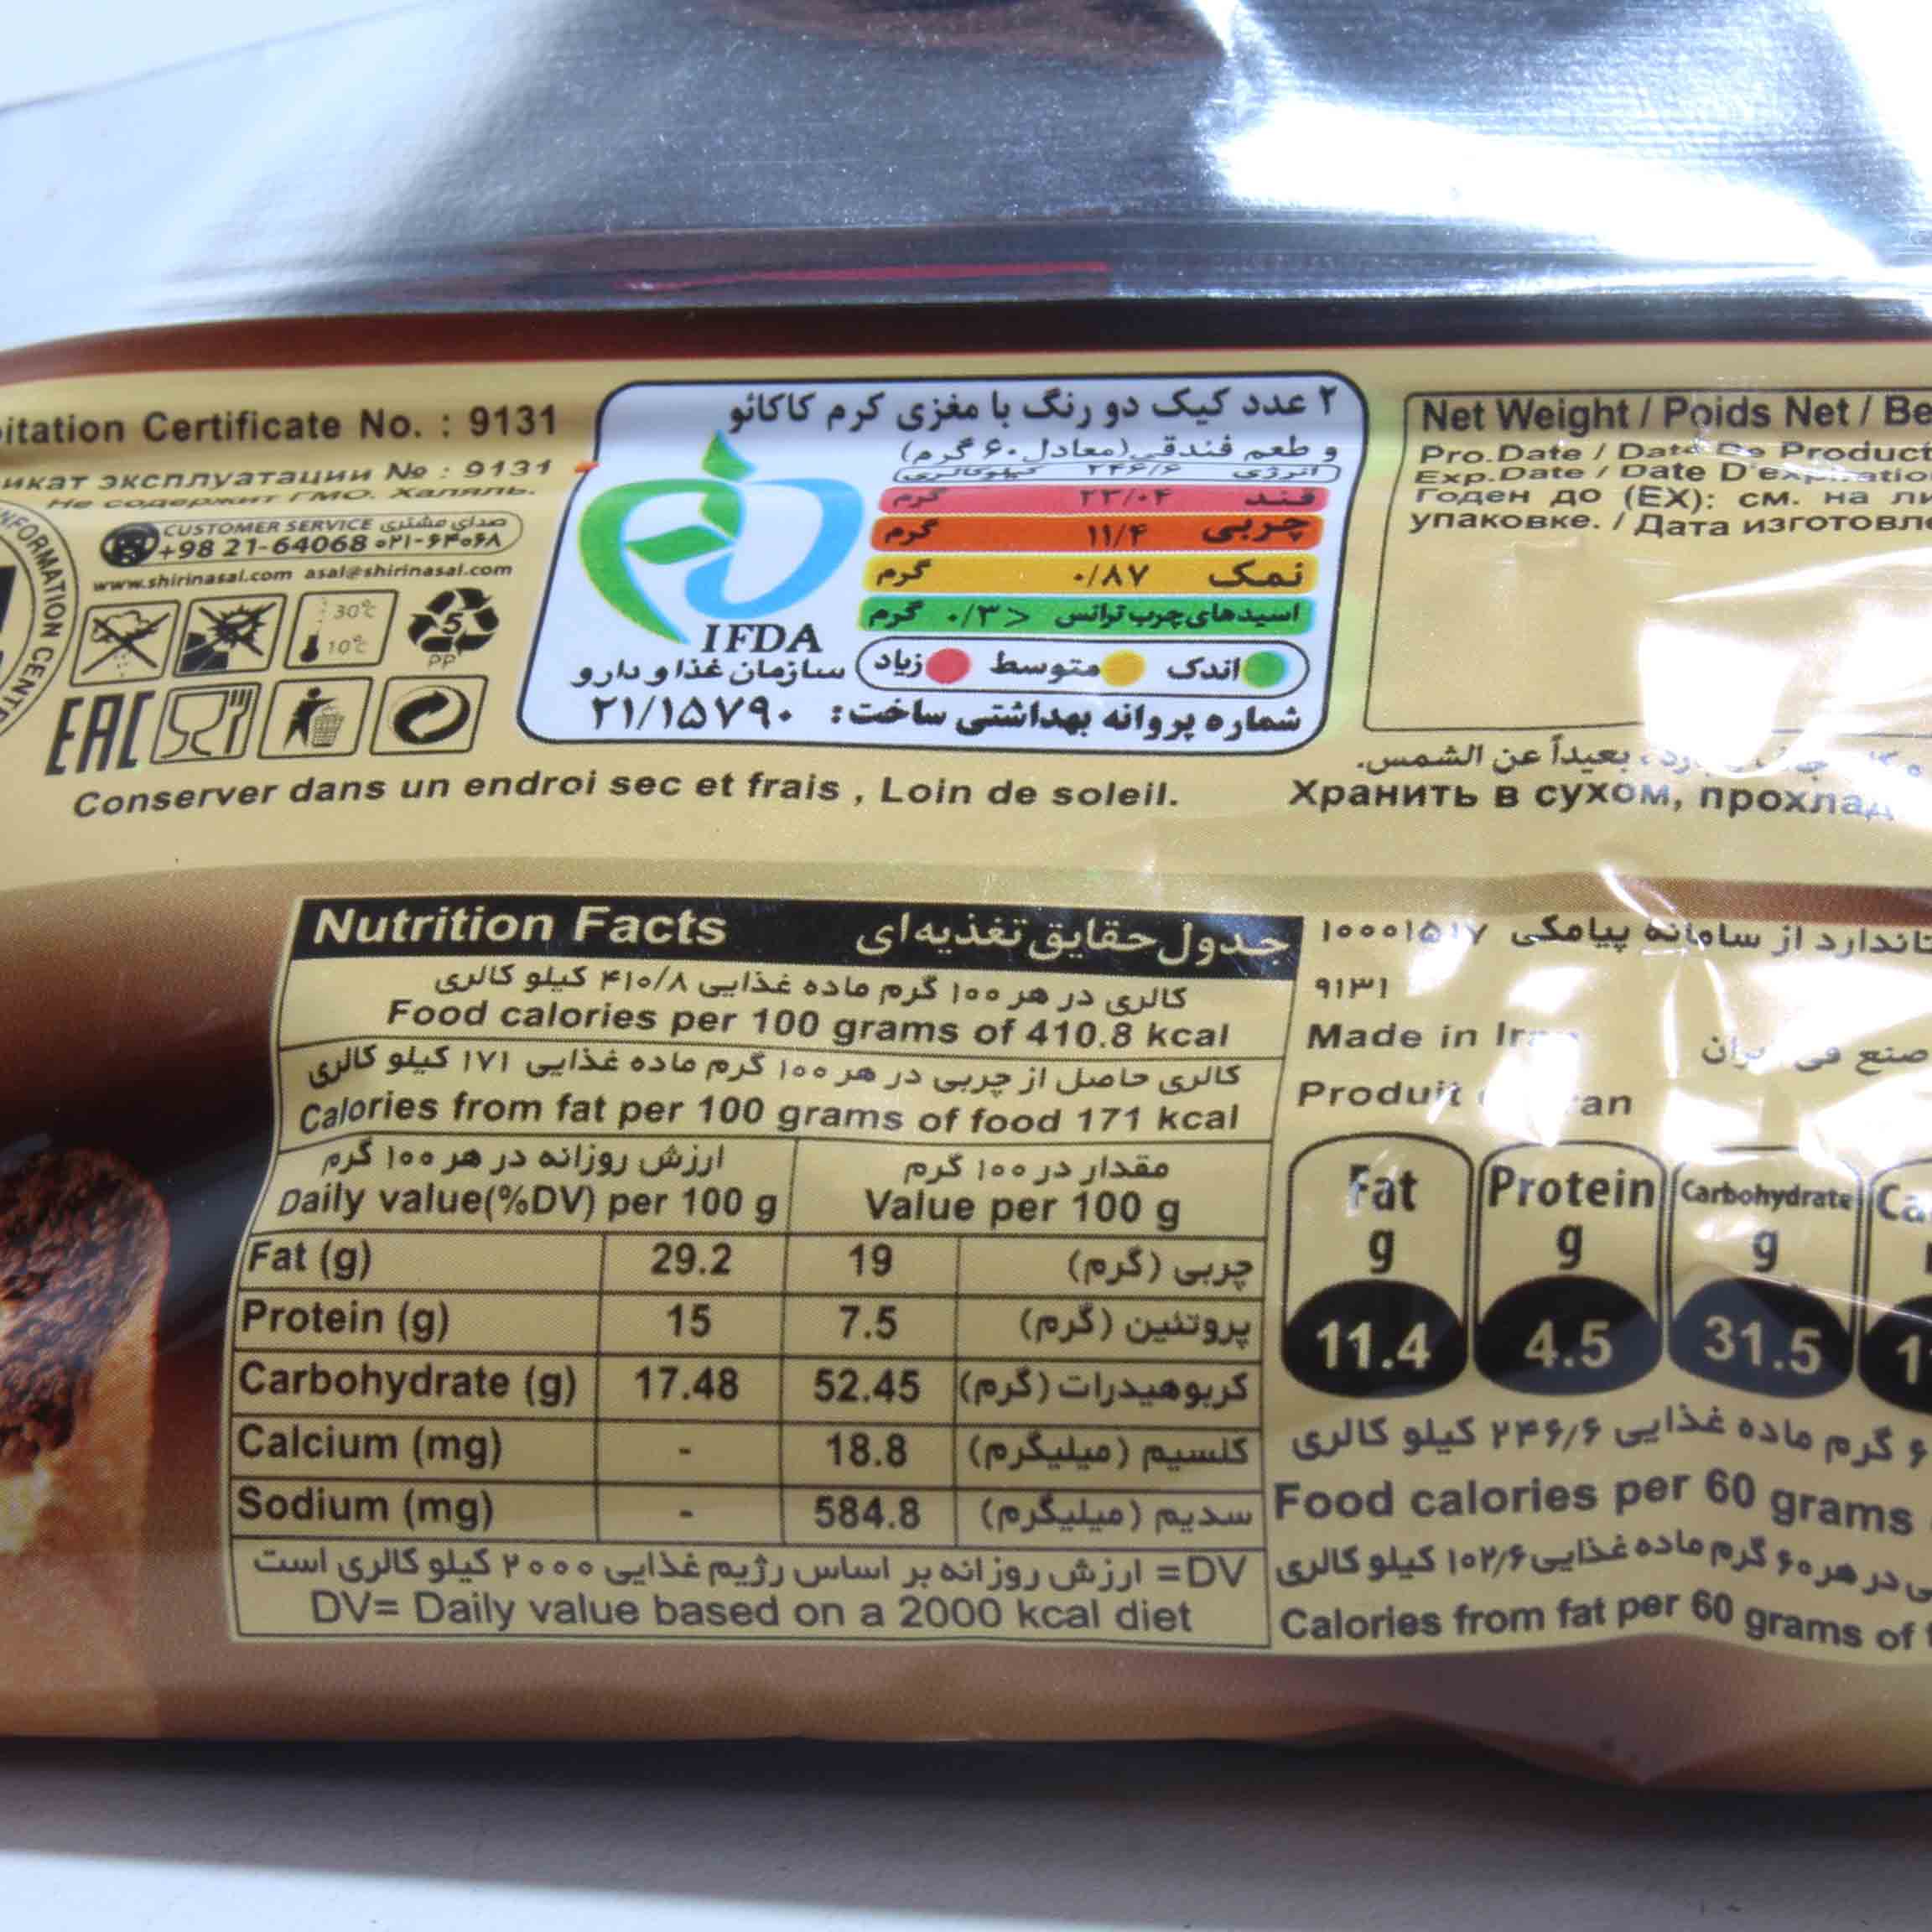 Certificate No. : 9131
эксплуатации № : 9131
Не содержит ГМО. Халяль.
INFORMATION
CUSTOMER SERVICE صدای مشتری
+98 21-64068 ۰۲۱-۶۴۰۶۸
www.shirinasal.com asal@shirinasal.com
30°c
10°c
5
PP
EAC
۲ عدد کیک دو رنگ با مغزی کرم کاکائو
و طعم فندقی (معادل ۶۰ گرم)
انرژی ۲۴۶/۶ کیلوکالری
قند ۲۳/۰۴ گرم
چربی ۱۱/۴ گرم
نمک ۰/۸۷ گرم
اسیدهای چرب ترانس < ۰/۳ گرم
اندک متوسط زیاد
IFDA
سازمان غذا و دارو
شماره پروانه بهداشتی ساخت: ۲۱/۱۵۷۹۰
Net Weight / Poids Net /
Pro.Date / Date De
Exp.Date / Date
Годен до (EX): см. на
упаковке. / Дата
بعيداً عن الشمس.
Conserver dans un endroi sec et frais , Loin de soleil.
Хранить в сухом,
Nutrition Facts جدول حقایق تغذیه‌ای
کالری در هر ۱۰۰ گرم ماده غذایی ۴۱۰/۸ کیلو کالری
Food calories per 100 grams of 410.8 kcal
کالری حاصل از چربی در هر ۱۰۰ گرم ماده غذایی ۱۷۱ کیلو کالری
Calories from fat per 100 grams of food 171 kcal
ارزش روزانه در هر ۱۰۰ گرم مقدار در ۱۰۰ گرم
Daily value(%DV) per 100 g Value per 100 g
Fat (g) 29.2 19 چربی (گرم)
Protein (g) 15 7.5 پروتئین (گرم)
Carbohydrate (g) 17.48 52.45 کربوهیدرات (گرم)
Calcium (mg) - 18.8 کلسیم (میلیگرم)
Sodium (mg) - 584.8 سدیم (میلیگرم)
DV= ارزش روزانه بر اساس رژیم غذایی ۲۰۰۰ کیلو کالری است
DV= Daily value based on a 2000 kcal diet
از سامانه پیامکی ۱۰۰۰۱۵۱۷
۹۱۳۱
Made in
صنع في
Produit
Fat Protein Carbohydrate
g g g
11.4 4.5 31.5
گرم ماده غذایی ۲۴۶/۶ کیلو کالری
Food calories per 60 grams
در هر ۶۰ گرم ماده غذایی ۱۰۲/۶ کیلو کالری
Calories from fat per 60 grams of